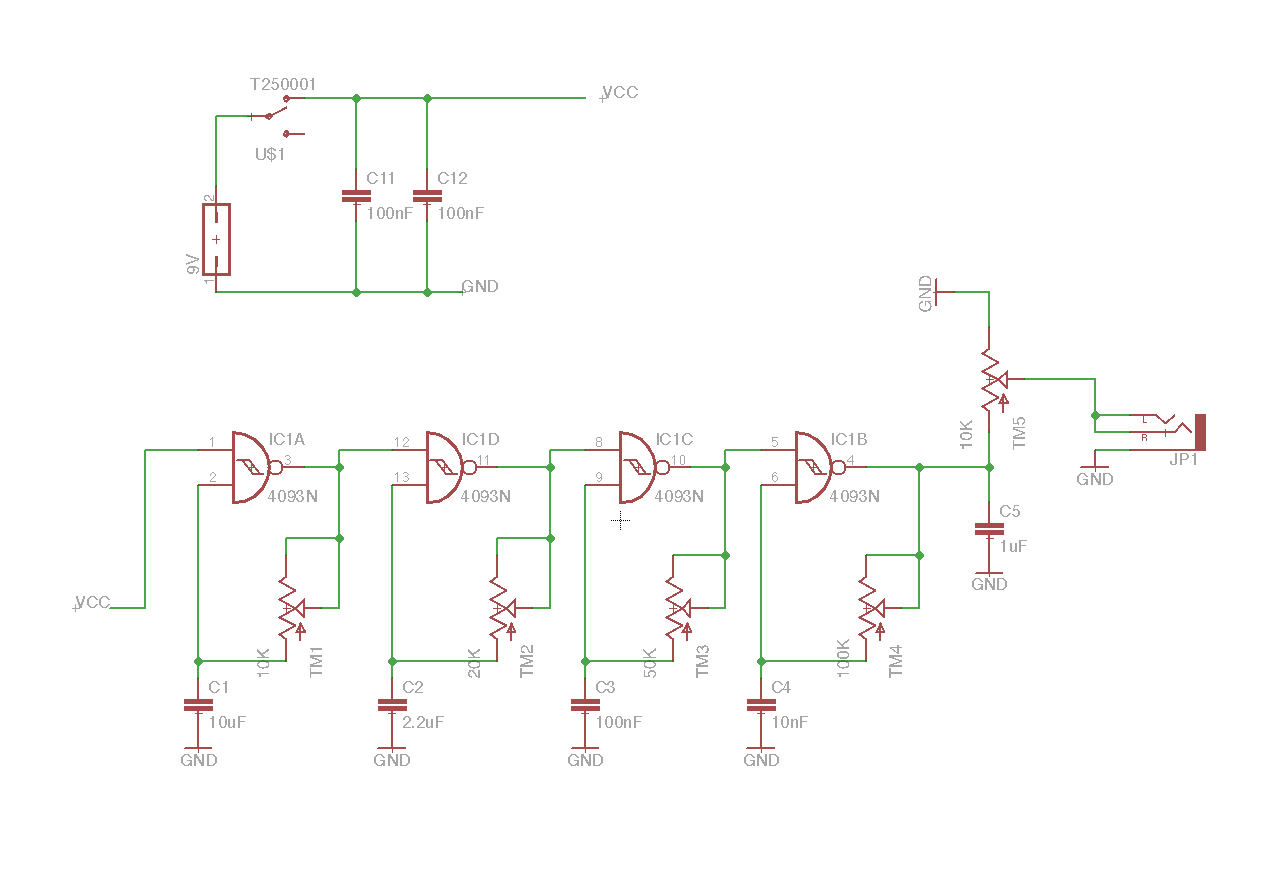 T250001
VCC
U$1
C11
C12
100nF
100nF
2
9V
1
GND
GND
10K
TM5
L
R
JP1
GND
1
IC1A
3
2
4093N
12
IC1D
11
13
4093N
8
IC1C
10
9
4093N
5
IC1B
4
6
4093N
C5
1uF
GND
VCC
10K
TM1
20K
TM2
50K
TM3
100K
TM4
C1
10uF
GND
C2
2.2uF
GND
C3
100nF
GND
C4
10nF
GND